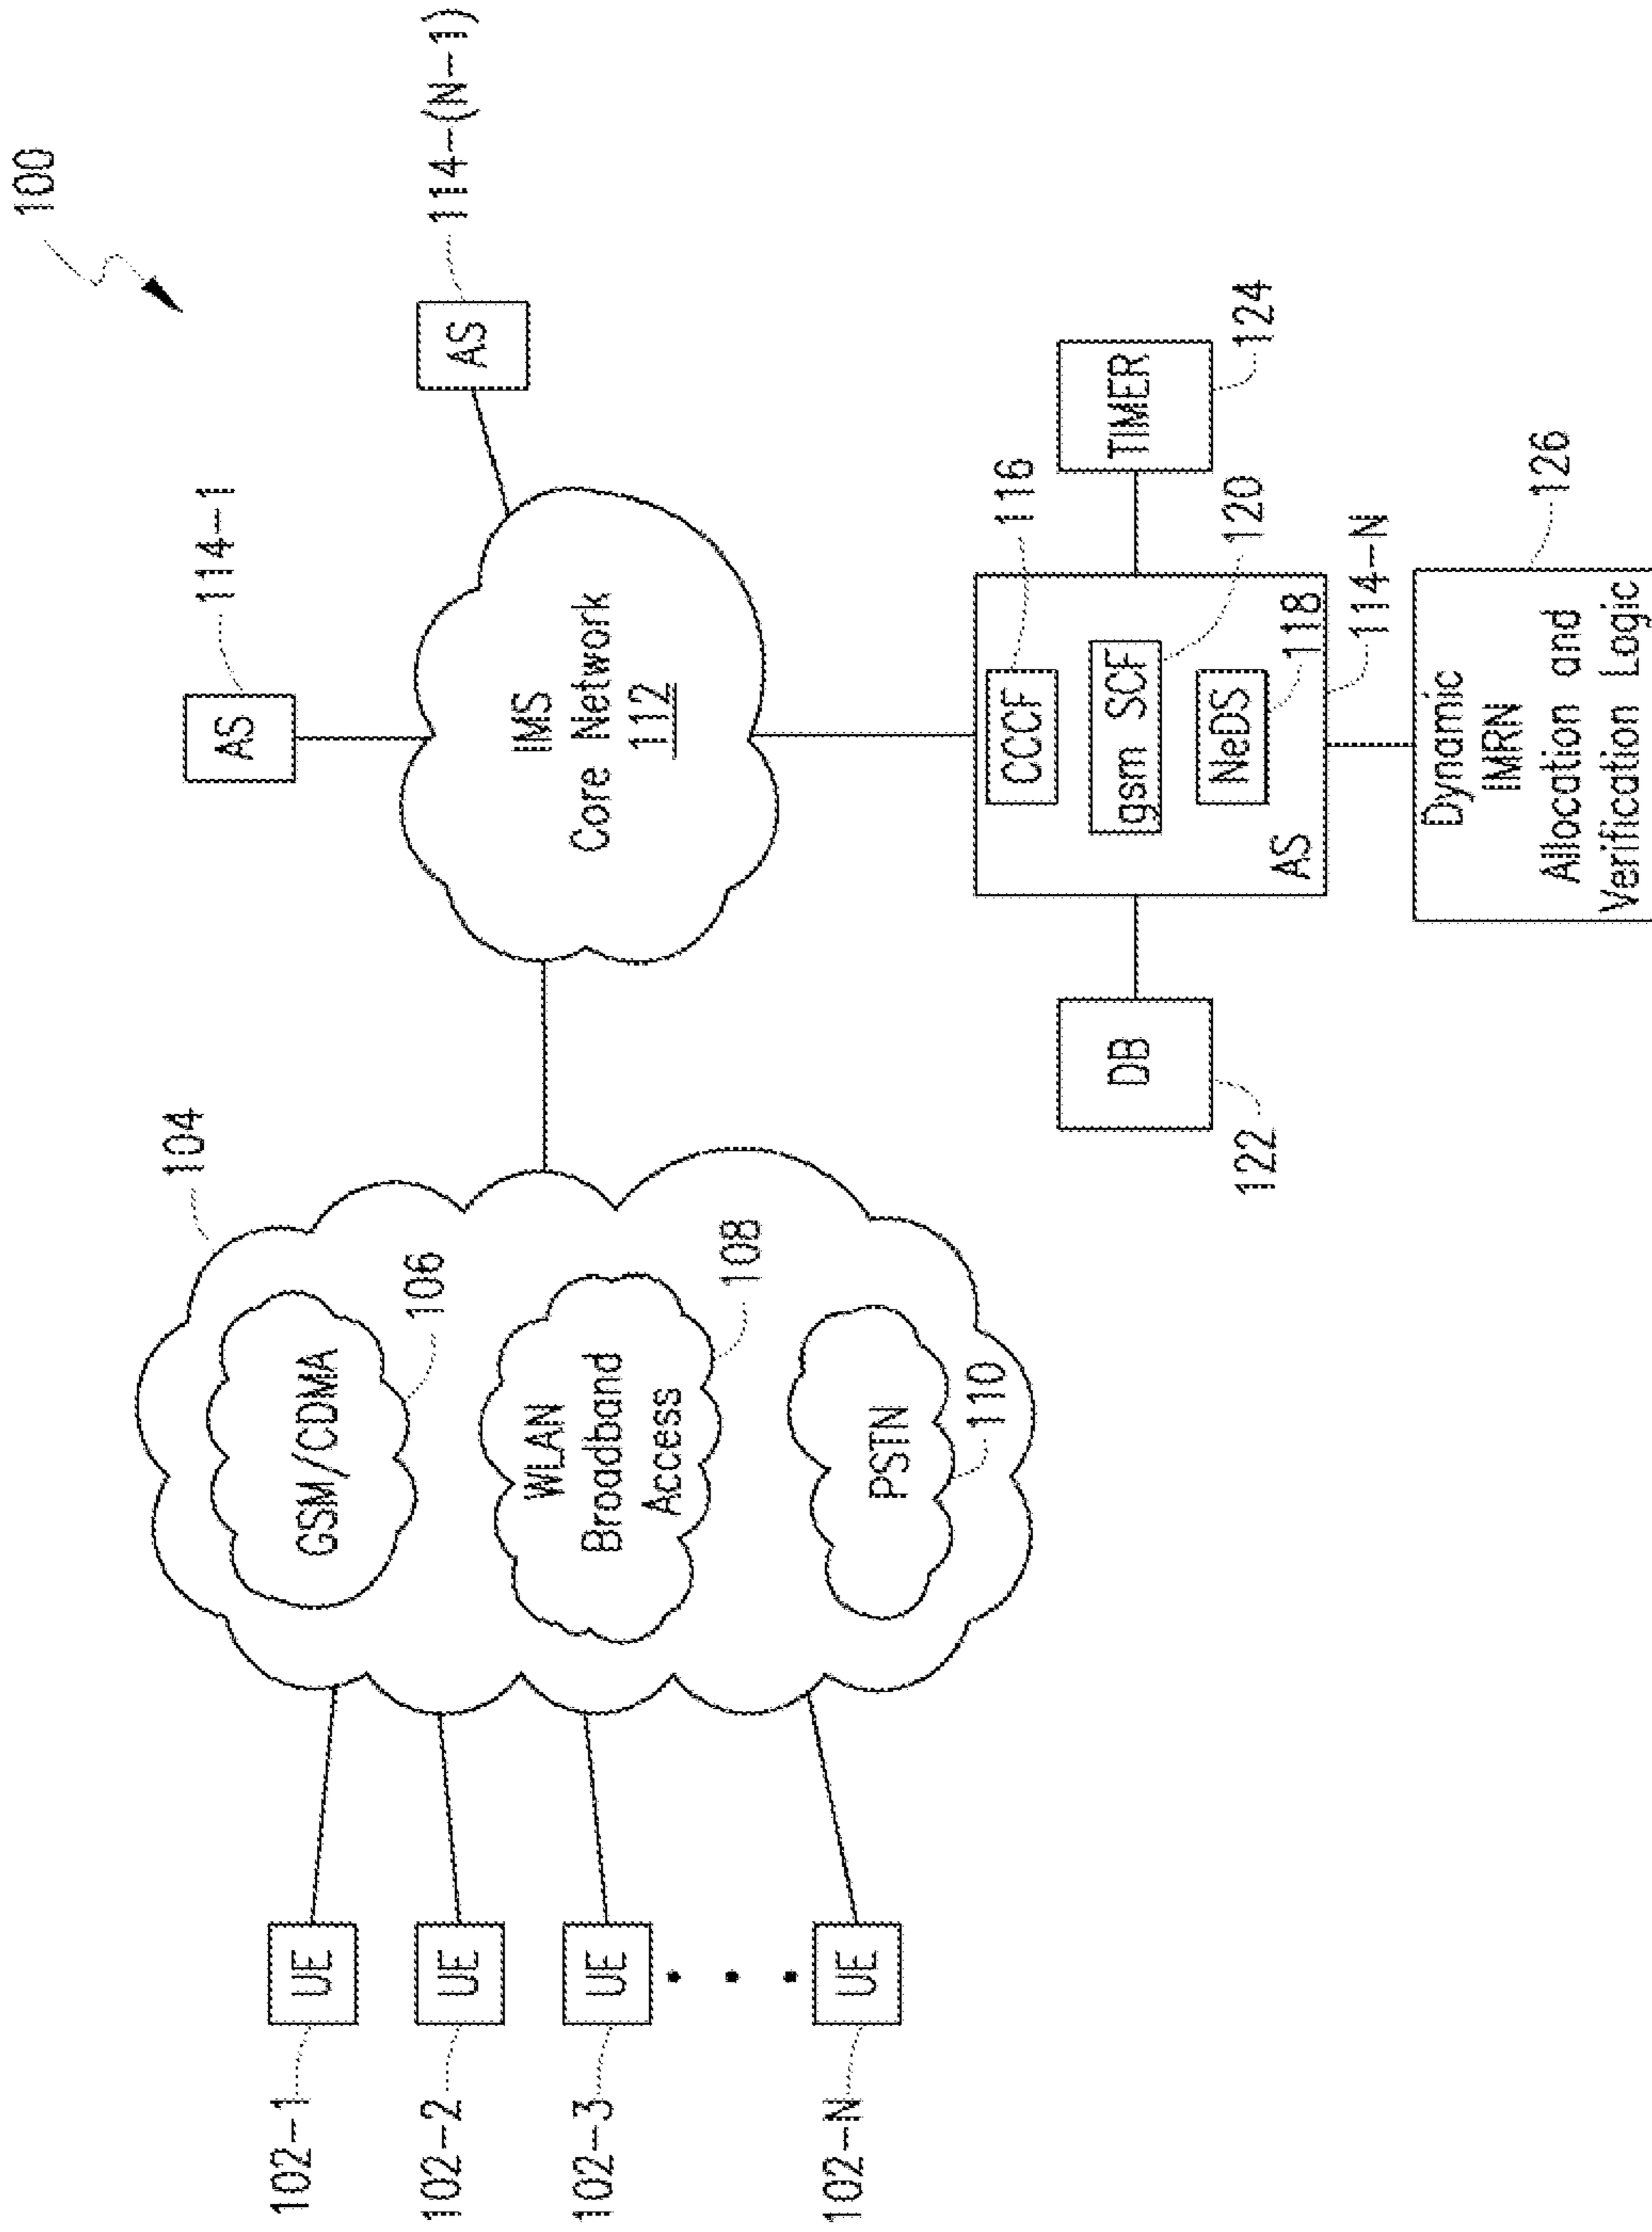 100
104
GSM/CDMA
106
WLAN
Broadband
Access
108
PSTN
110
UE
102-1
UE
102-2
UE
102-3
UE
102-N
IMS
Core Network
112
AS
114-1
AS
114-(N-1)
CCCF
116
gsm SCF
120
NeDS
118
AS
114-N
DB
122
TIMER
124
Dynamic
IMRN
Allocation and
Verification Logic
126